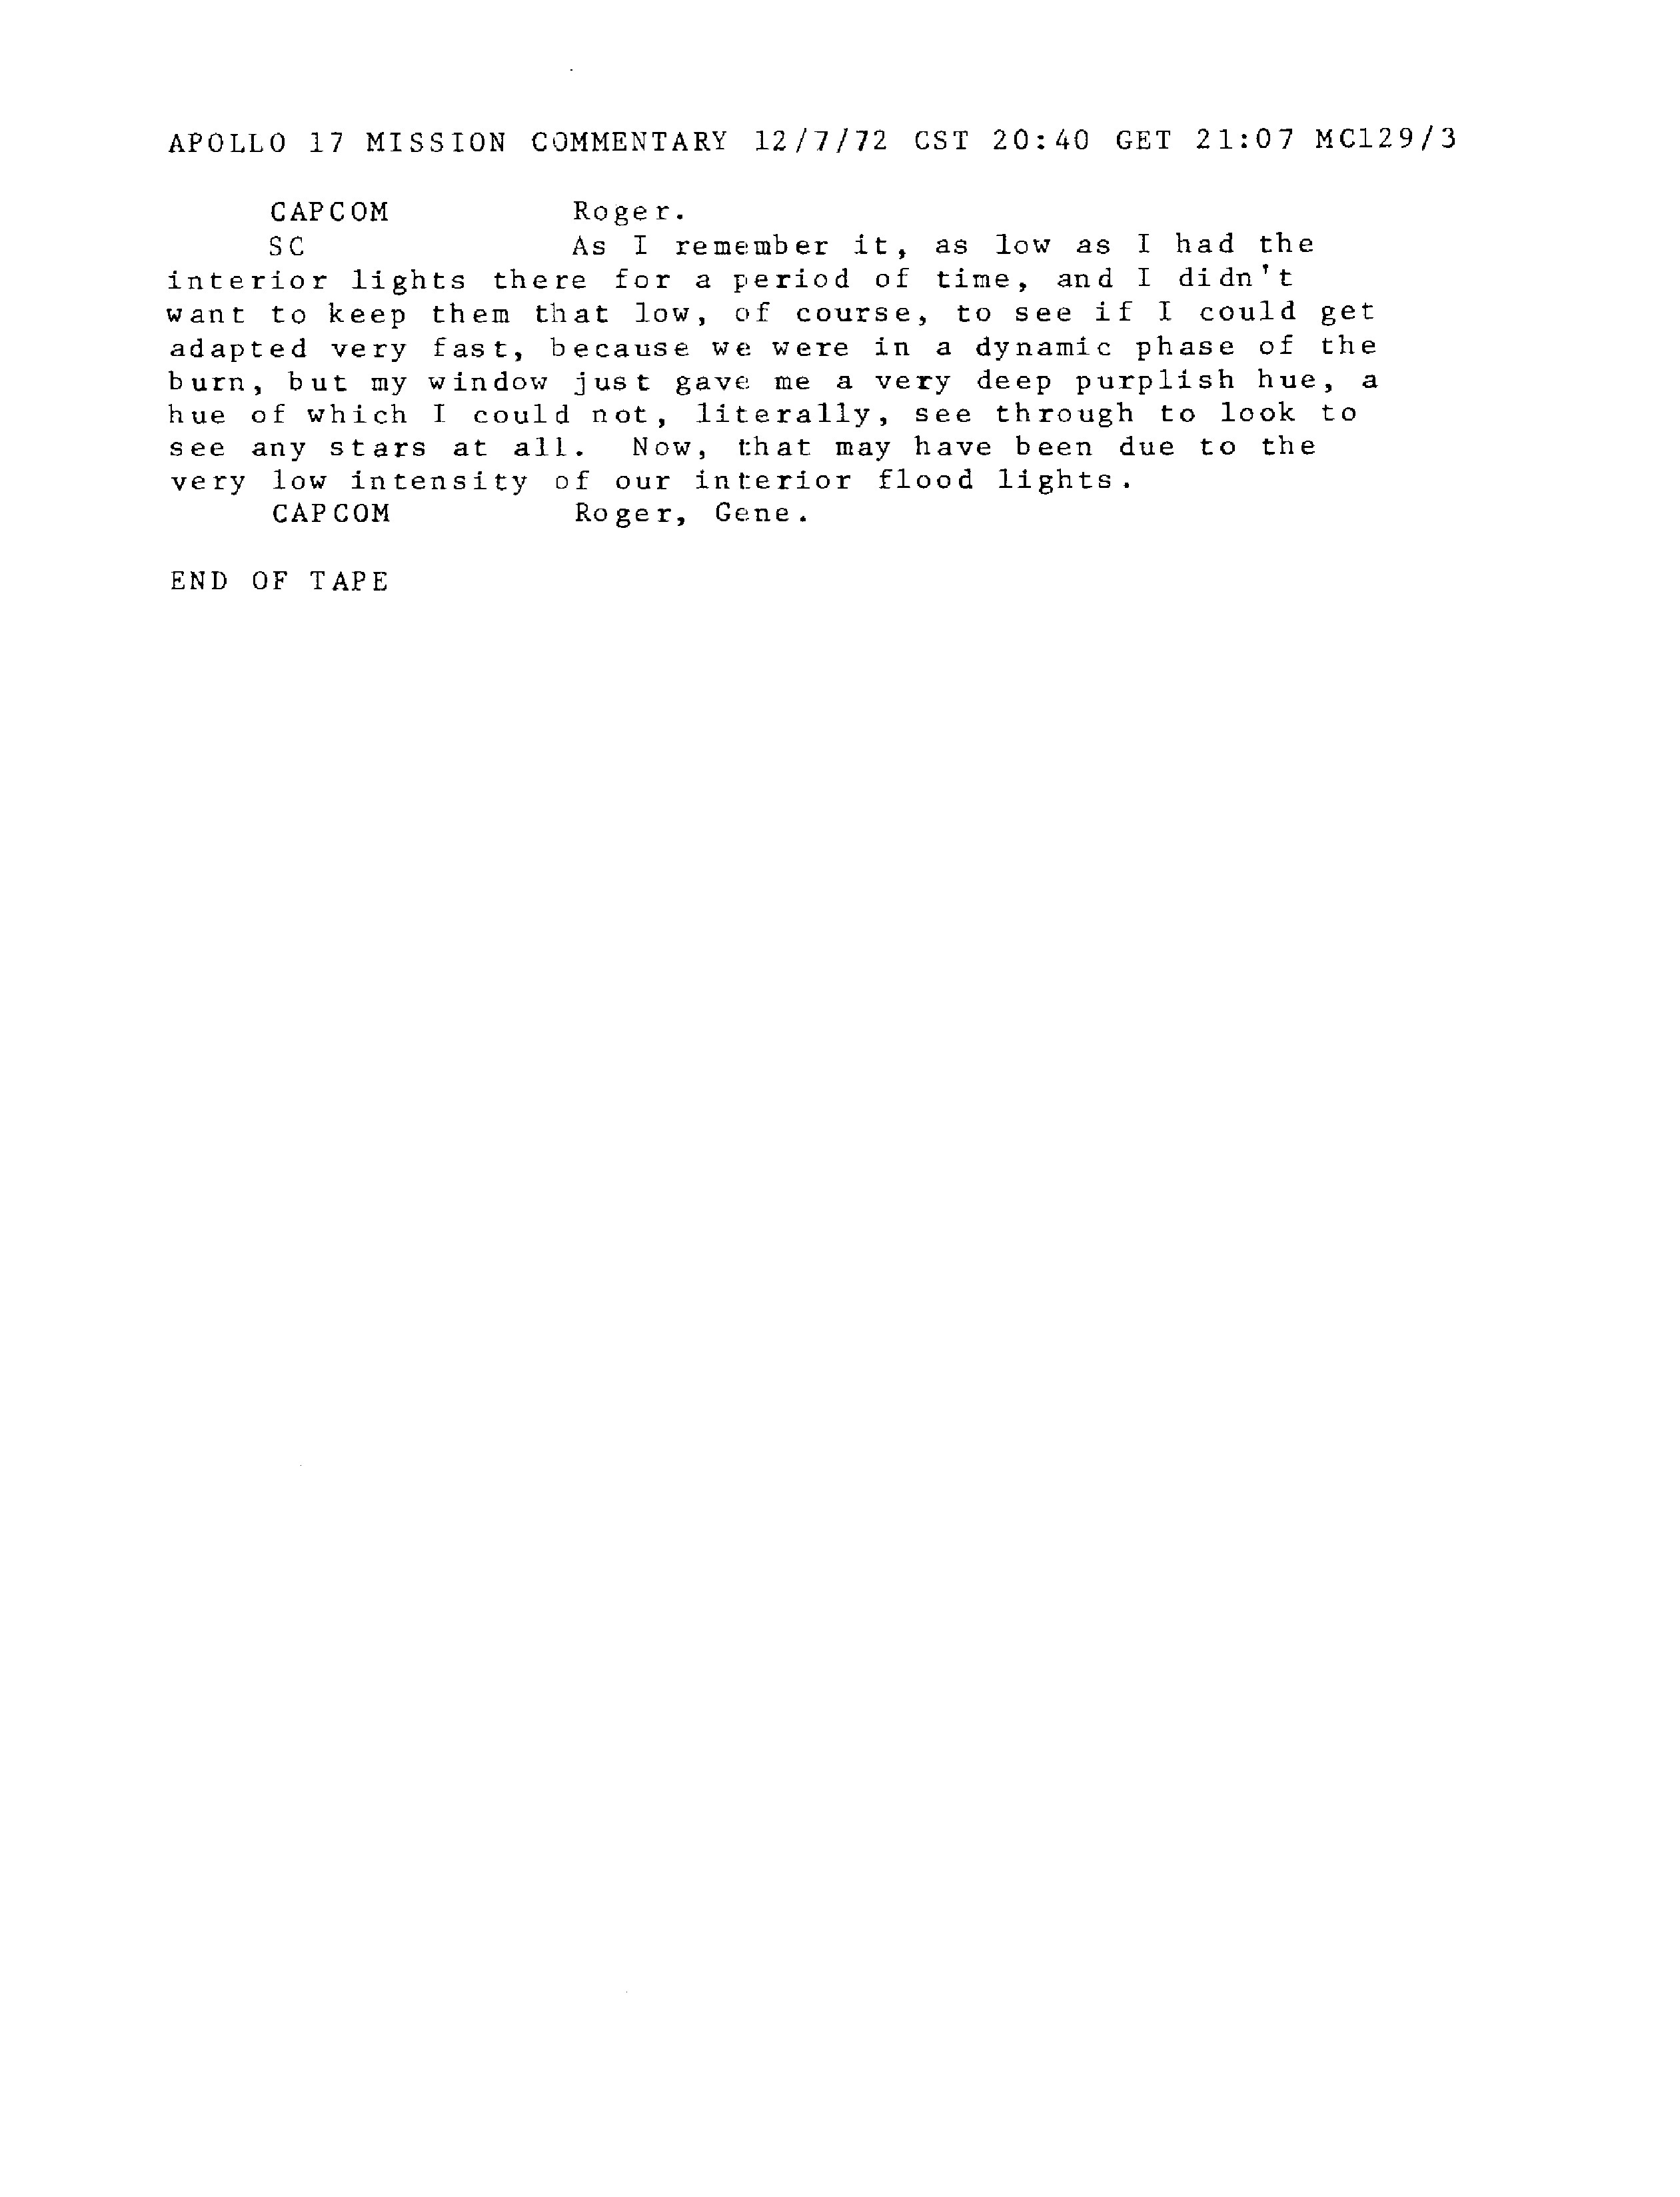 APOLLO 17 MISSION COMMENTARY 12/7/72 CST 20:40 GET 21:07 MC129/3
CAPCOM Roger.
SC As I remember it, as low as I had the
interior lights there for a period of time, and I didn't
want to keep them that low, of course, to see if I could get
adapted very fast, because we were in a dynamic phase of the
burn, but my window just gave me a very deep purplish hue, a
hue of which I could not, literally, see through to look to
see any stars at all. Now, that may have been due to the
very low intensity of our interior flood lights.
CAPCOM Roger, Gene.
END OF TAPE